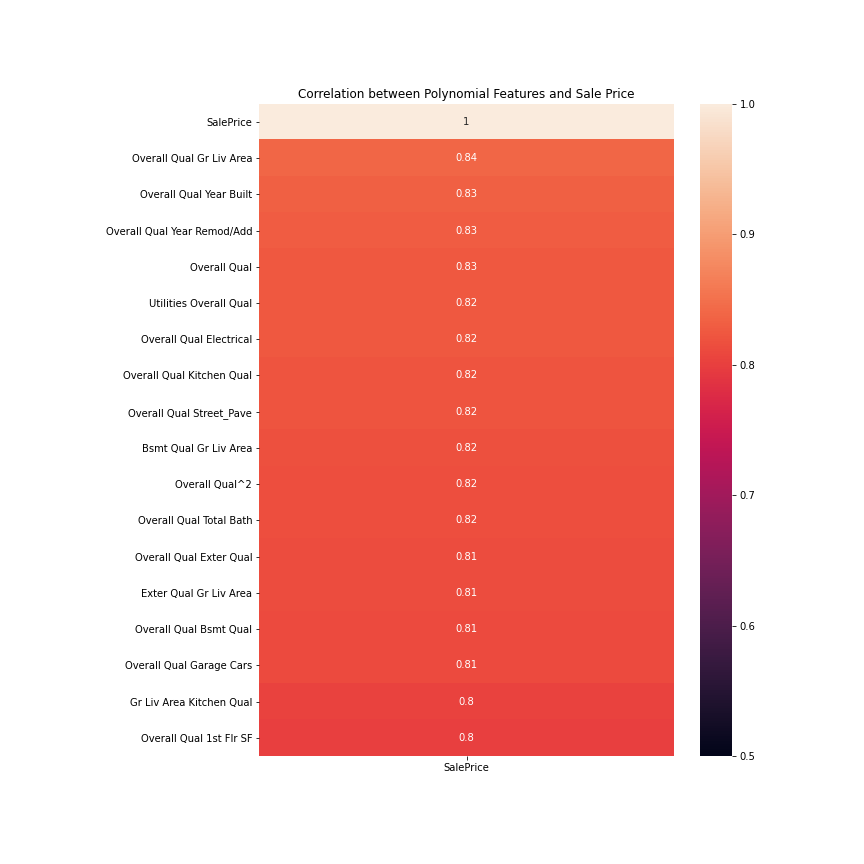 Correlation between Polynomial Features and Sale Price
SalePrice 1
Overall Qual Gr Liv Area 0.84
Overall Qual Year Built 0.83
Overall Qual Year Remod/Add 0.83
Overall Qual 0.83
Utilities Overall Qual 0.82
Overall Qual Electrical 0.82
Overall Qual Kitchen Qual 0.82
Overall Qual Street_Pave 0.82
Bsmt Qual Gr Liv Area 0.82
Overall Qual^2 0.82
Overall Qual Total Bath 0.82
Overall Qual Exter Qual 0.81
Exter Qual Gr Liv Area 0.81
Overall Qual Bsmt Qual 0.81
Overall Qual Garage Cars 0.81
Gr Liv Area Kitchen Qual 0.8
Overall Qual 1st Flr SF 0.8
SalePrice
1.0
0.9
0.8
0.7
0.6
0.5